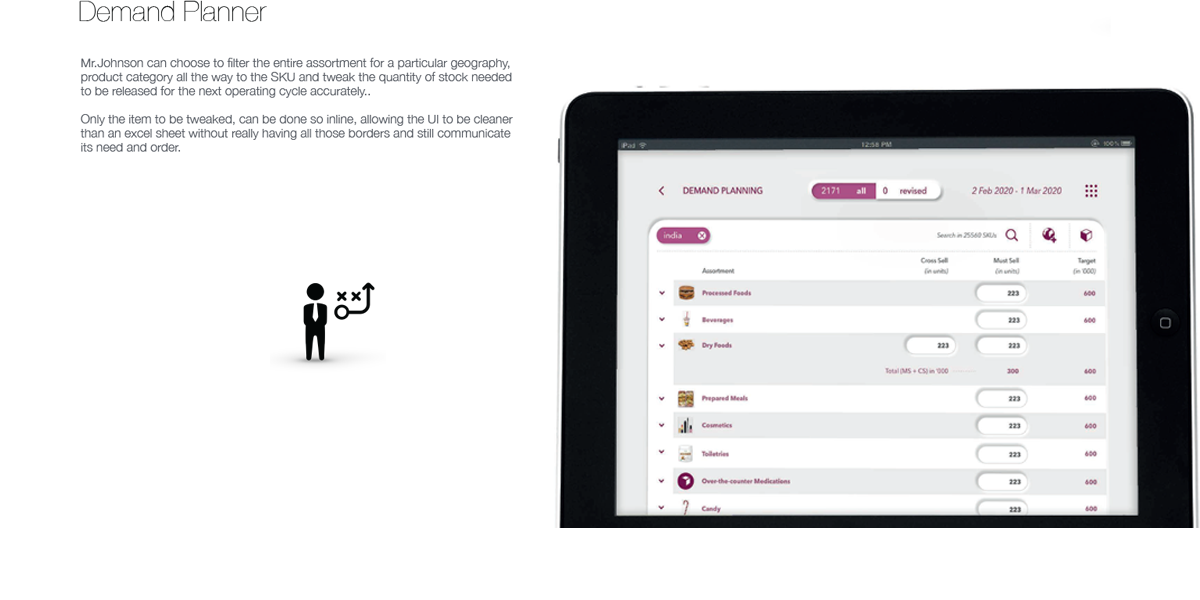 Demand Planner
Mr.Johnson can choose to filter the entire assortment for a particular geography,
product category all the way to the SKU and tweak the quantity of stock needed
to be released for the next operating cycle accurately..
Only the item to be tweaked, can be done so inline, allowing the UI to be cleaner
than an excel sheet without really having all those borders and still communicate
its need and order.
iPad 12:58 PM 100%
DEMAND PLANNING 2171 all 0 revised 2 Feb 2020 - 1 Mar 2020
india Search in 25560 SKUs
Cross Sell Must Sell Target
Assortment (in units) (in units) (in '000)
Processed Foods 223 600
Beverages 223 600
Dry Foods 223 223
Total (MS + CS) in '000 300 600
Prepared Meals 223 600
Cosmetics 223 600
Toiletries 223 600
Over-the-counter Medications 223 600
Candy 223 600